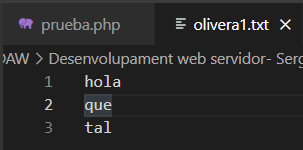 prueba.php
olivera1.txt
DAW > Desenvolupament web servidor- Serg
1 hola
2 que
3 tal